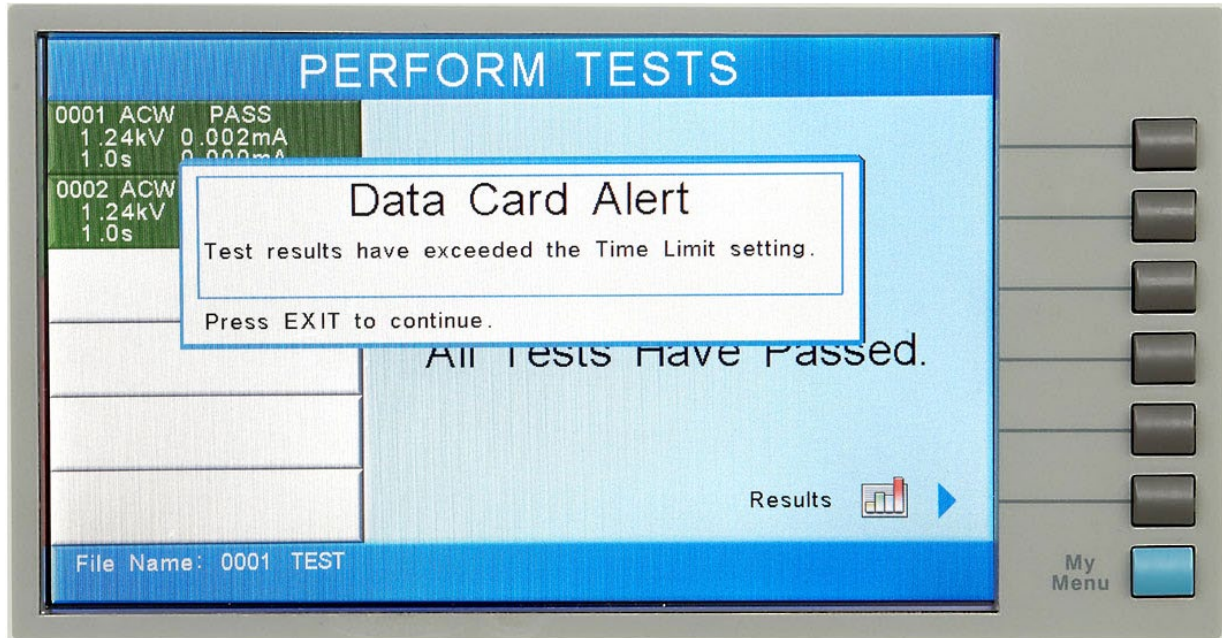 PERFORM TESTS
0001 ACW PASS
1.24kV 0.002mA
1.0s 0.000mA
0002 ACW
1.24kV
1.0s
Data Card Alert
Test results have exceeded the Time Limit setting.
Press EXIT to continue.
All Tests Have Passed.
Results
File Name: 0001 TEST
My
Menu